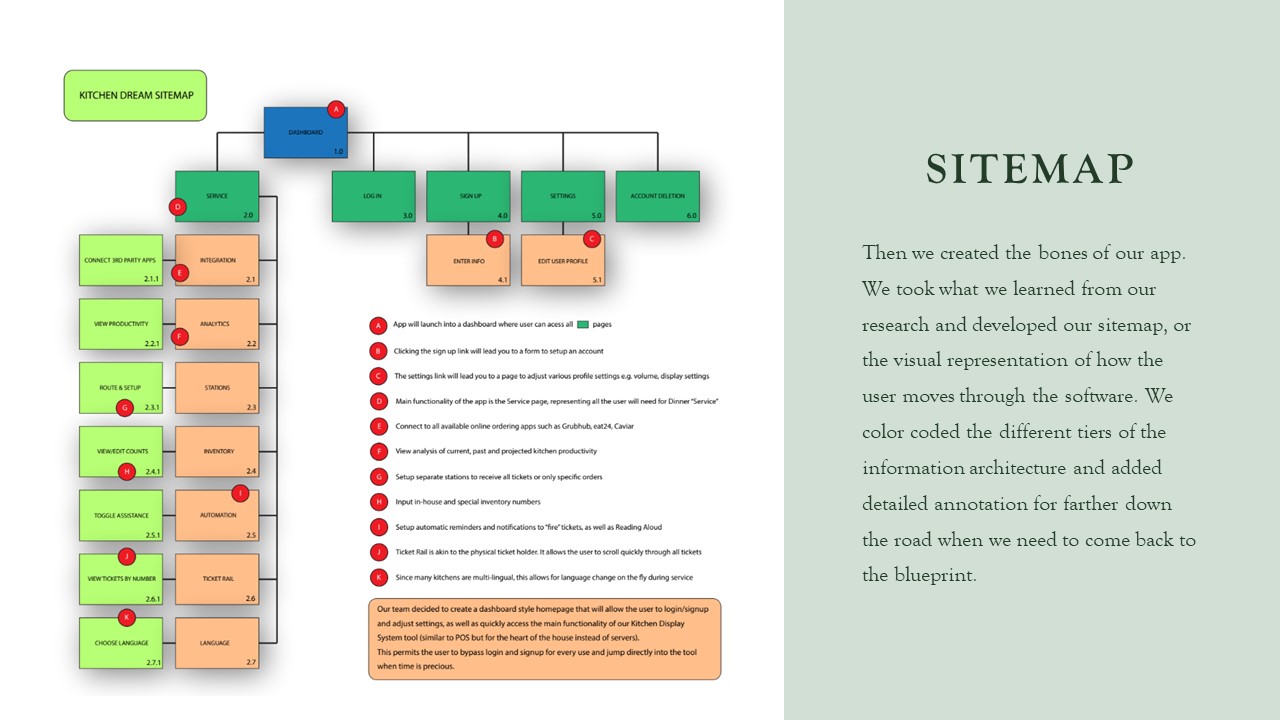 KITCHEN DREAM SITEMAP
A
DASHBOARD
1.0
SERVICE
2.0
D
LOG IN
3.0
SIGN UP
4.0
SETTINGS
5.0
ACCOUNT DELETION
6.0
B
ENTER INFO
4.1
C
EDIT USER PROFILE
5.1
CONNECT 3RD PARTY APPS
2.1.1
E
INTEGRATION
2.1
VIEW PRODUCTIVITY
2.2.1
F
ANALYTICS
2.2
ROUTE & SETUP
G
2.3.1
STATIONS
2.3
VIEW/EDIT COUNTS
H
2.4.1
INVENTORY
2.4
TOGGLE ASSISTANCE
2.5.1
I
AUTOMATION
2.5
J
VIEW TICKETS BY NUMBER
2.6.1
TICKET RAIL
2.6
K
CHOOSE LANGUAGE
2.7.1
LANGUAGE
2.7
A App will launch into a dashboard where user can acess all pages
B Clicking the sign up link will lead you to a form to setup an account
C The settings link will lead you to a page to adjust various profile settings e.g. volume, display settings
D Main functionality of the app is the Service page, representing all the user will need for Dinner "Service"
E Connect to all available online ordering apps such as Grubhub, eat24, Caviar
F View analysis of current, past and projected kitchen productivity
G Setup separate stations to receive all tickets or only specific orders
H Input in-house and special inventory numbers
I Setup automatic reminders and notifications to "fire" tickets, as well as Reading Aloud
J Ticket Rail is akin to the physical ticket holder. It allows the user to scroll quickly through all tickets
K Since many kitchens are multi-lingual, this allows for language change on the fly during service
Our team decided to create a dashboard style homepage that will allow the user to login/signup
and adjust settings, as well as quickly access the main functionality of our Kitchen Display
System tool (similar to POS but for the heart of the house instead of servers).
This permits the user to bypass login and signup for every use and jump directly into the tool
when time is precious.
SITEMAP
Then we created the bones of our app.
We took what we learned from our
research and developed our sitemap, or
the visual representation of how the
user moves through the software. We
color coded the different tiers of the
information architecture and added
detailed annotation for farther down
the road when we need to come back to
the blueprint.